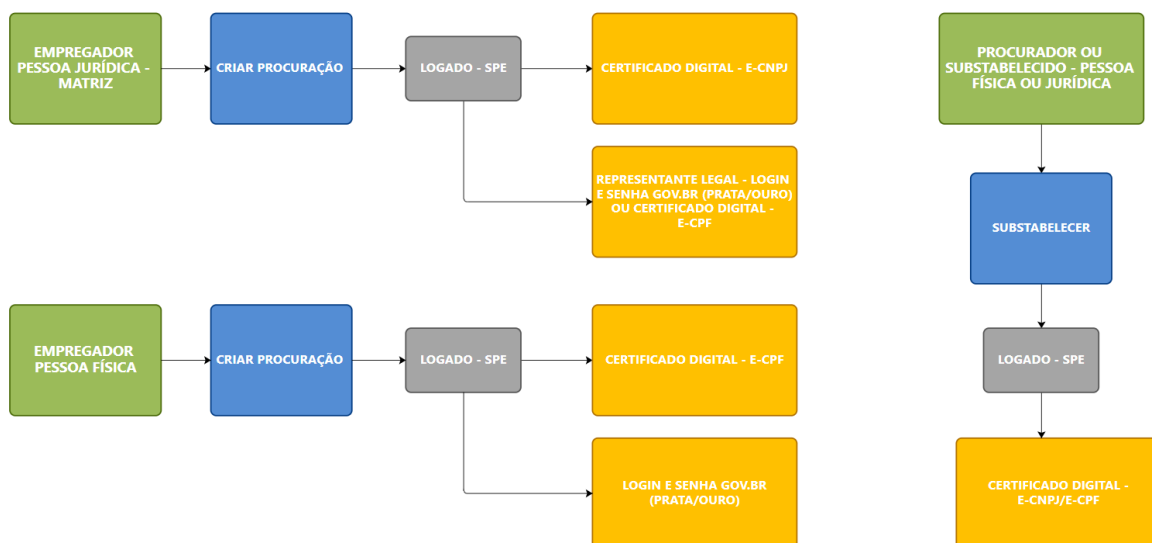 EMPREGADOR
PESSOA JURÍDICA -
MATRIZ
CRIAR PROCURAÇÃO
LOGADO - SPE
CERTIFICADO DIGITAL - E-CNPJ
REPRESENTANTE LEGAL - LOGIN
E SENHA GOV.BR (PRATA/OURO)
OU CERTIFICADO DIGITAL -
E-CPF
EMPREGADOR
PESSOA FÍSICA
CRIAR PROCURAÇÃO
LOGADO - SPE
CERTIFICADO DIGITAL - E-CPF
LOGIN E SENHA GOV.BR
(PRATA/OURO)
PROCURADOR OU
SUBSTABELECIDO - PESSOA
FÍSICA OU JURÍDICA
SUBSTABELECER
LOGADO - SPE
CERTIFICADO DIGITAL -
E-CNPJ/E-CPF